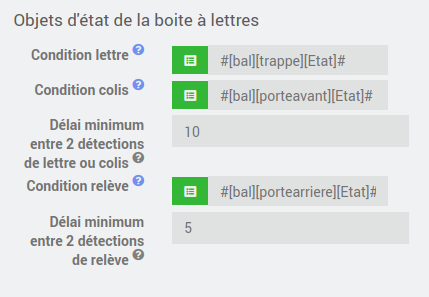 Objets d'état de la boite à lettres
Condition lettre ?
#[bal][trappe][Etat]#
Condition colis ?
#[bal][porteavant][Etat]#
Délai minimum
entre 2 détections
de lettre ou colis ?
10
Condition relève ?
#[bal][portearriere][Etat]#
Délai minimum
entre 2 détections
de relève ?
5